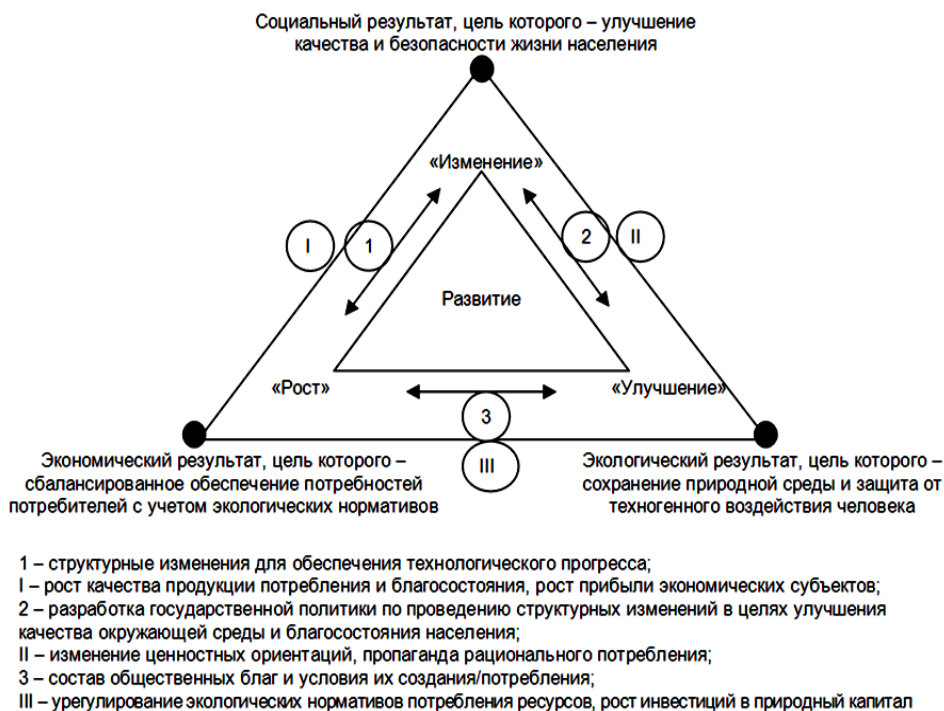 Социальный результат, цель которого – улучшение
качества и безопасности жизни населения
«Изменение»
I
1
2
II
Развитие
«Рост»
«Улучшение»
3
III
Экономический результат, цель которого –
сбалансированное обеспечение потребностей
потребителей с учетом экологических нормативов
Экологический результат, цель которого –
сохранение природной среды и защита от
техногенного воздействия человека
1 – структурные изменения для обеспечения технологического прогресса;
I – рост качества продукции потребления и благосостояния, рост прибыли экономических субъектов;
2 – разработка государственной политики по проведению структурных изменений в целях улучшения
качества окружающей среды и благосостояния населения;
II – изменение ценностных ориентаций, пропаганда рационального потребления;
3 – состав общественных благ и условия их создания/потребления;
III – урегулирование экологических нормативов потребления ресурсов, рост инвестиций в природный капитал